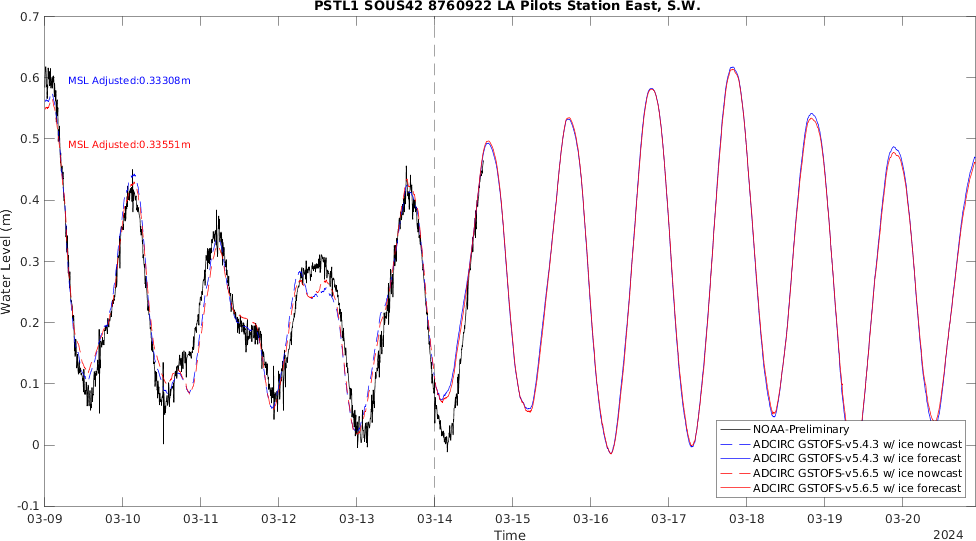 PSTL1 SOUS42 8760922 LA Pilots Station East, S.W.
0.7
0.6
0.5
0.4
0.3
0.2
0.1
0
-0.1
Water Level (m)
MSL Adjusted:0.33308m
MSL Adjusted:0.33551m
NOAA-Preliminary
ADCIRC GSTOFS-v5.4.3 w/ ice nowcast
ADCIRC GSTOFS-v5.4.3 w/ ice forecast
ADCIRC GSTOFS-v5.6.5 w/ ice nowcast
ADCIRC GSTOFS-v5.6.5 w/ ice forecast
03-09 03-10 03-11 03-12 03-13 03-14 03-15 03-16 03-17 03-18 03-19 03-20
Time
2024